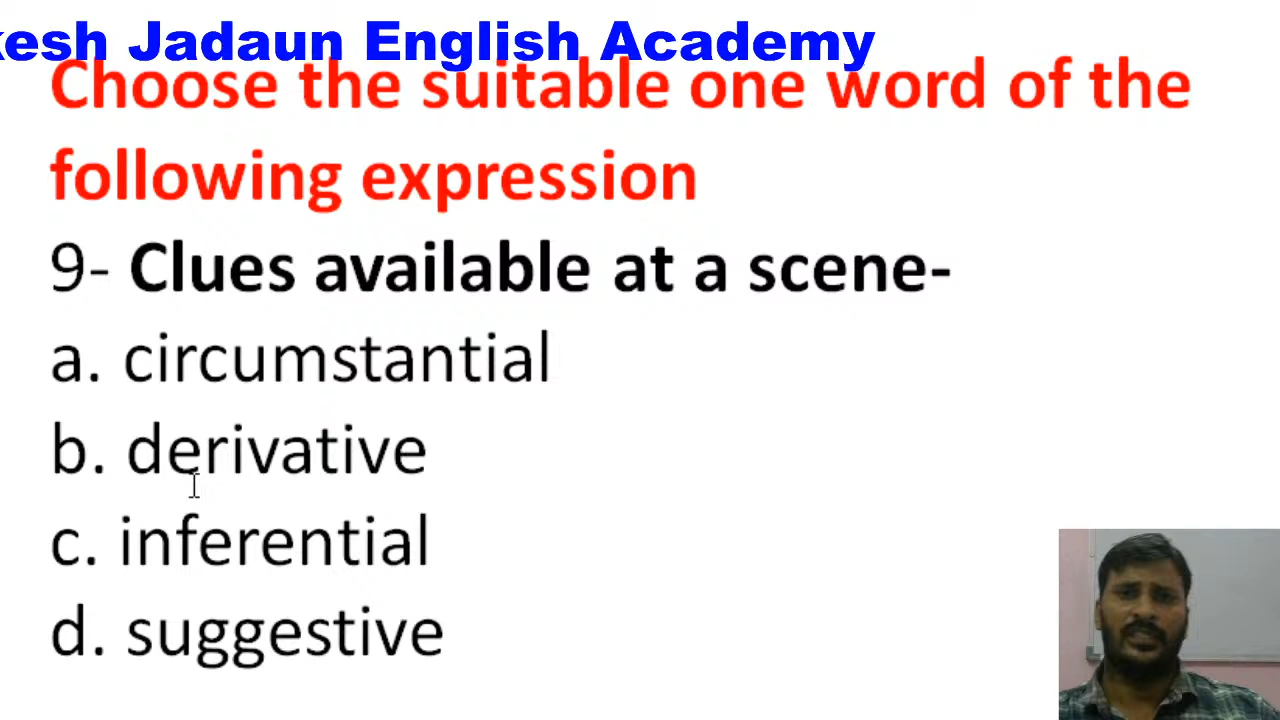 kesh Jadaun English Academy
Choose the suitable one word of the
following expression
9- Clues available at a scene-
a. circumstantial
b. derivative
c. inferential
d. suggestive